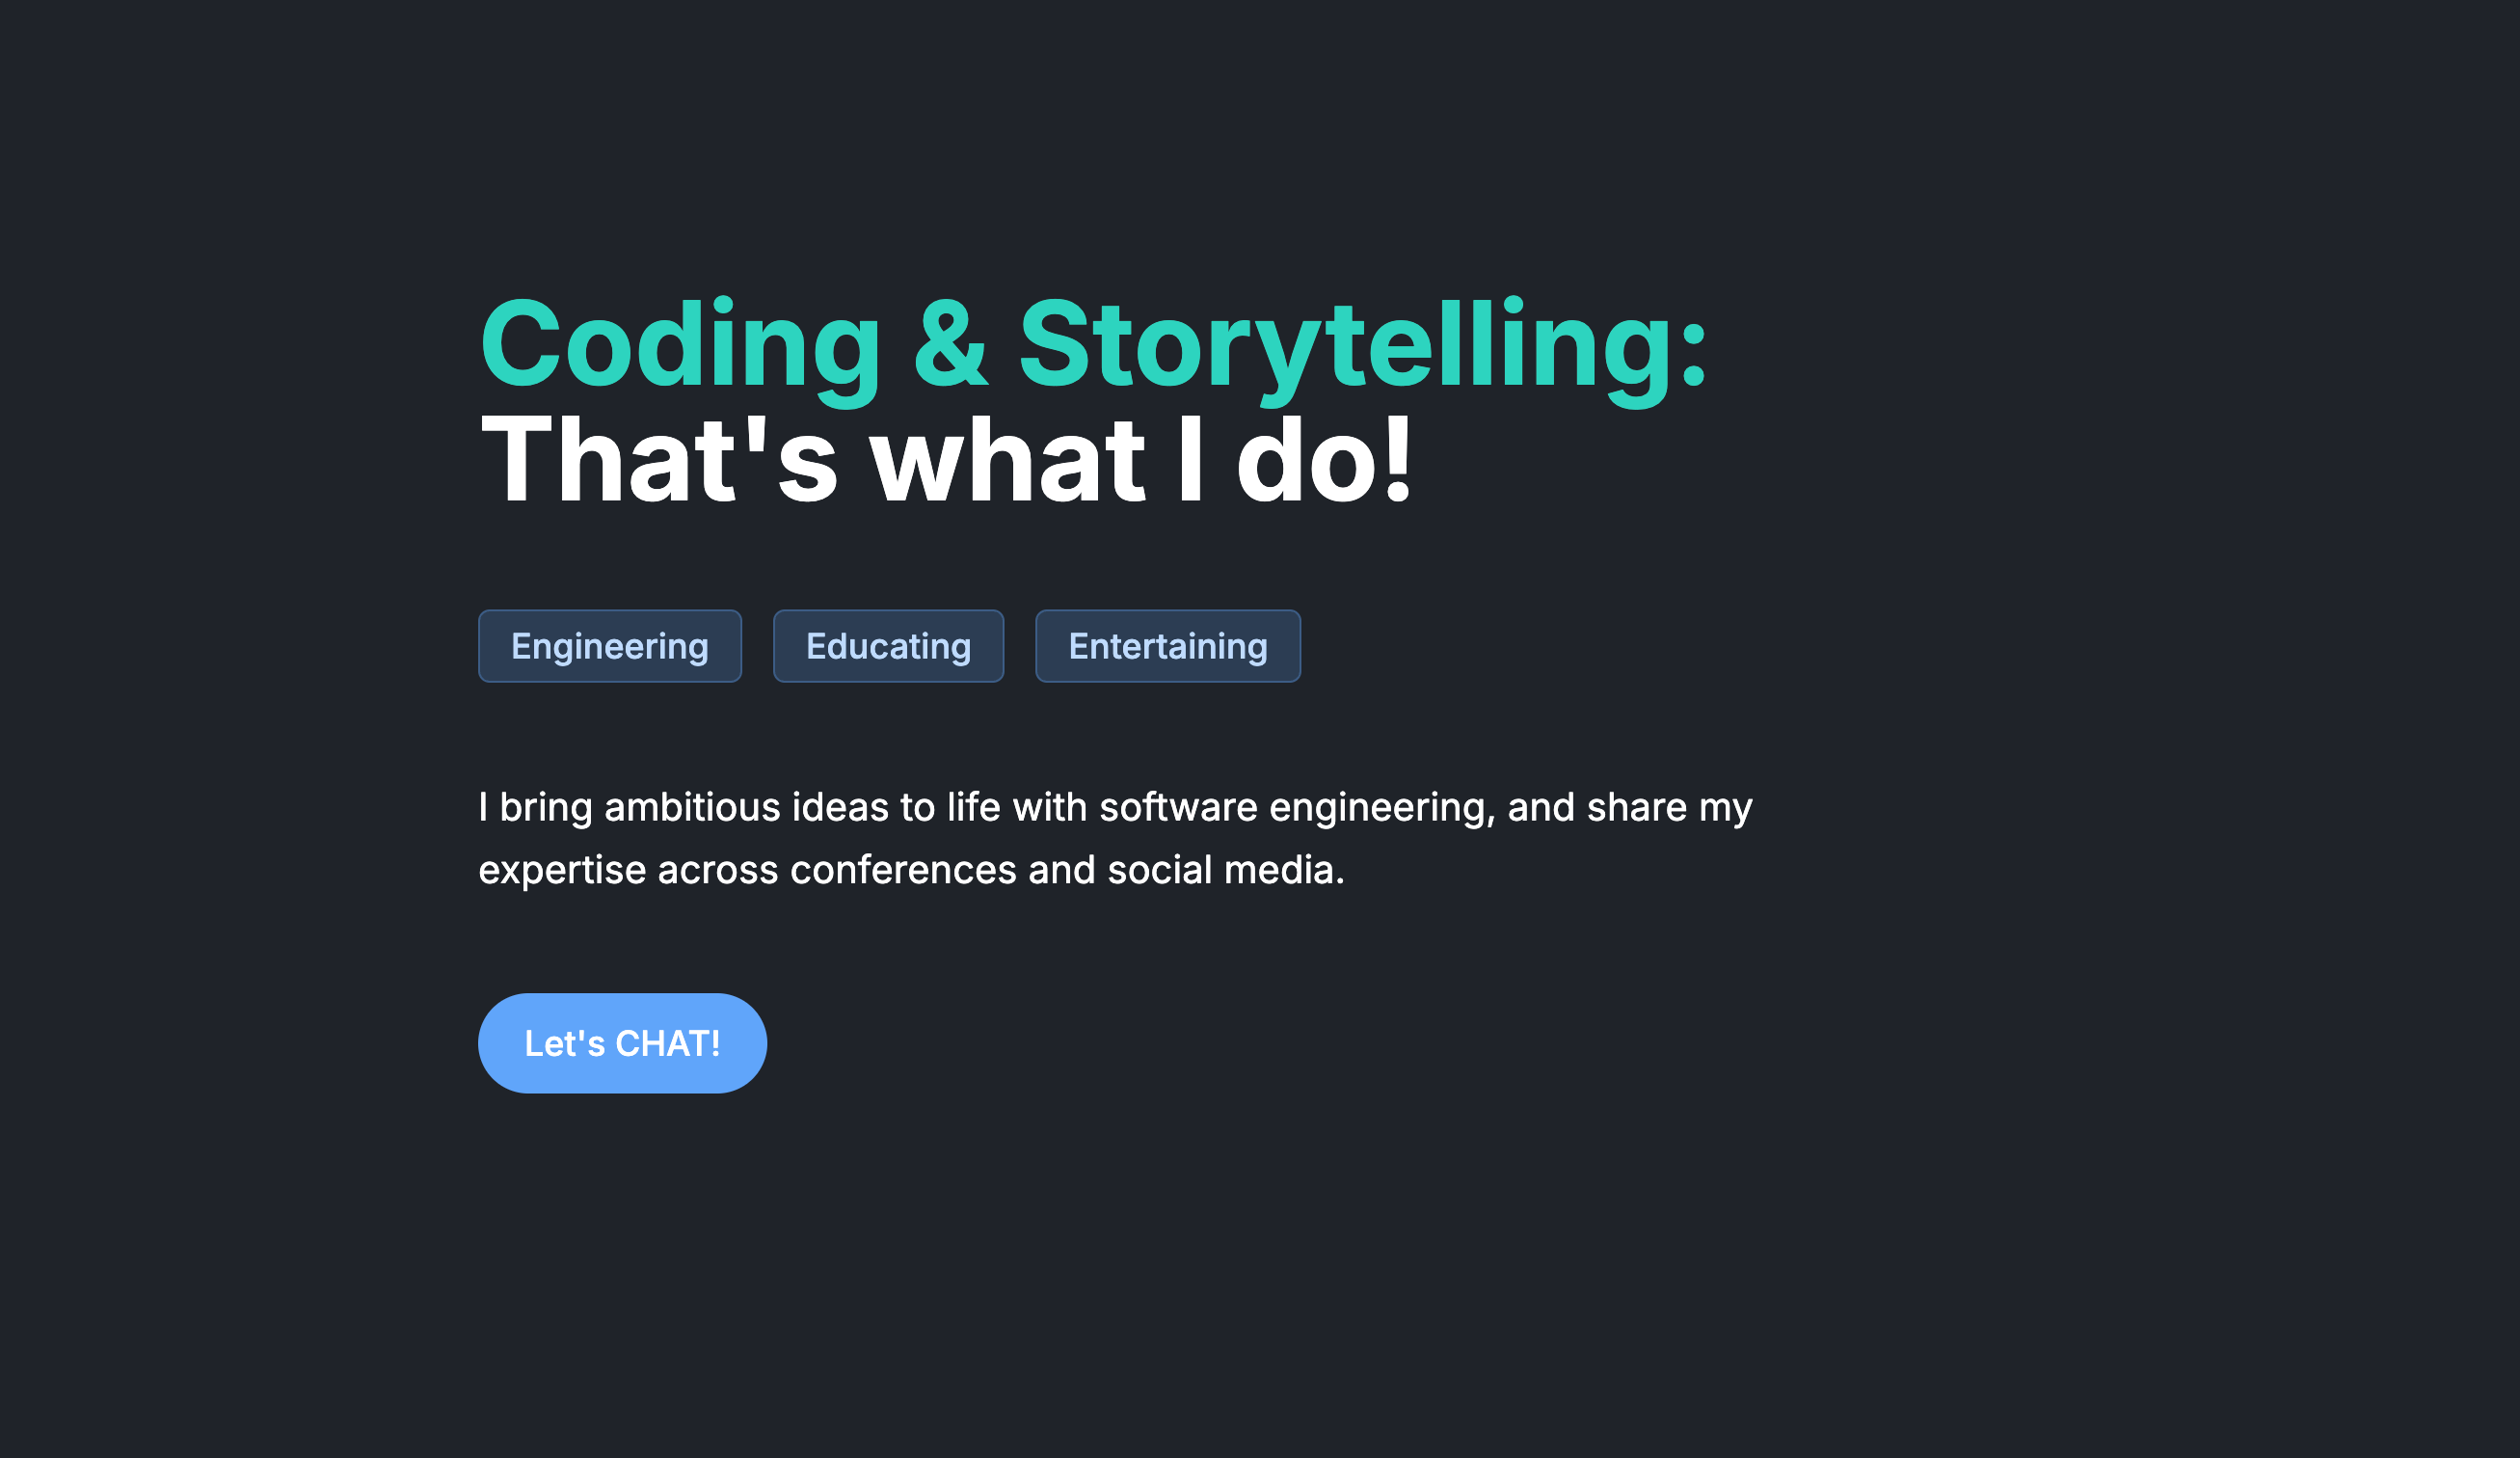 Coding & Storytelling:
That's what I do!
Engineering Educating Entertaining
I bring ambitious ideas to life with software engineering, and share my
expertise across conferences and social media.
Let's CHAT!